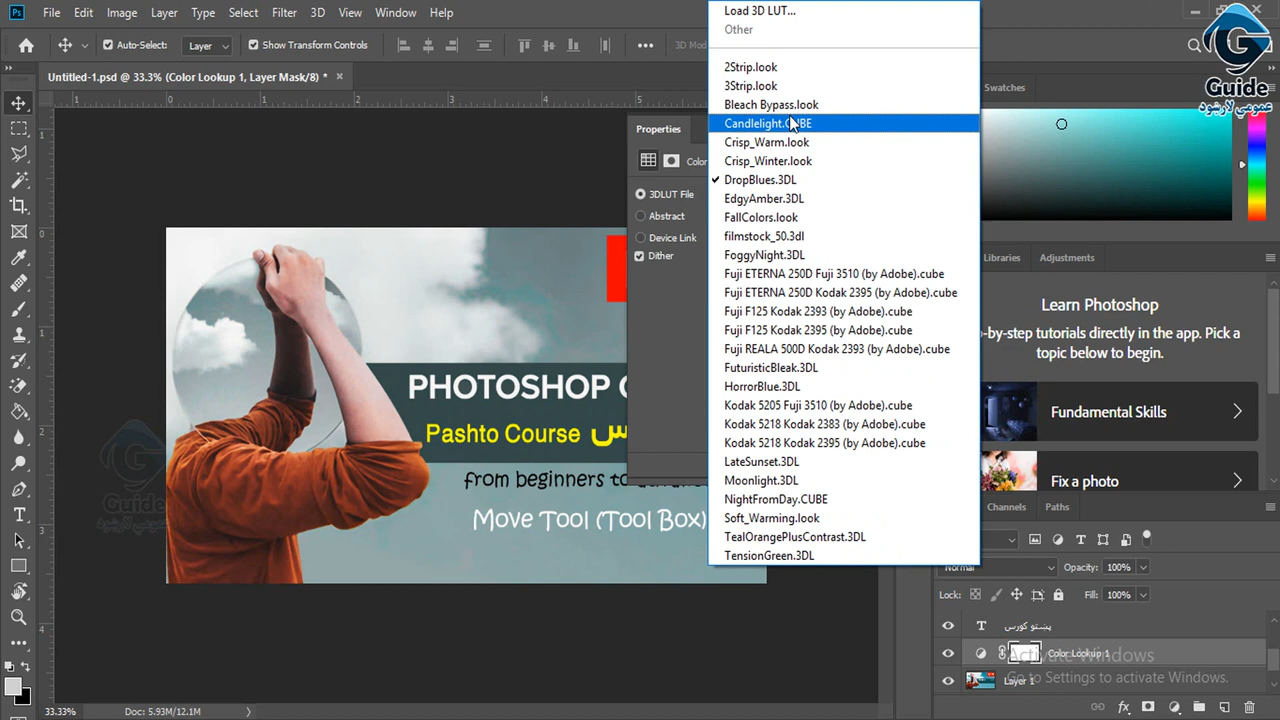 File Edit Image Layer Type Select Filter 3D View Window Help
Load 3D LUT...
Other
Auto-Select: Layer Show Transform Controls 3D Mod
Untitled-1.psd @ 33.3% (Color Lookup 1, Layer Mask/8) *
Guide
عمومي لارښود
2Strip.look
3Strip.look
Bleach Bypass.look
Candlelight.CUBE
Crisp_Warm.look
Crisp_Winter.look
DropBlues.3DL
EdgyAmber.3DL
FallColors.look
filmstock_50.3dl
FoggyNight.3DL
Fuji ETERNA 250D Fuji 3510 (by Adobe).cube
Fuji ETERNA 250D Kodak 2395 (by Adobe).cube
Fuji F125 Kodak 2393 (by Adobe).cube
Fuji F125 Kodak 2395 (by Adobe).cube
Fuji REALA 500D Kodak 2393 (by Adobe).cube
FuturisticBleak.3DL
HorrorBlue.3DL
Kodak 5205 Fuji 3510 (by Adobe).cube
Kodak 5218 Kodak 2383 (by Adobe).cube
Kodak 5218 Kodak 2395 (by Adobe).cube
LateSunset.3DL
Moonlight.3DL
NightFromDay.CUBE
Soft_Warming.look
TealOrangePlusContrast.3DL
TensionGreen.3DL
Properties
Color
3DLUT File
Abstract
Device Link
Dither
PHOTOSHOP C
Pashto Course
from beginners to
Move Tool (Tool Box)
Guide
Swatches
Libraries Adjustments
Learn Photoshop
p-by-step tutorials directly in the app. Pick a
topic below to begin.
Fundamental Skills
Fix a photo
Channels Paths
Normal Opacity: 100%
Lock: Fill: 100%
پښتو کورس
Color Lookup 1
Layer 1
Activate Windows
Go to Settings to activate Windows.
33.33% Doc: 5.93M/12.1M